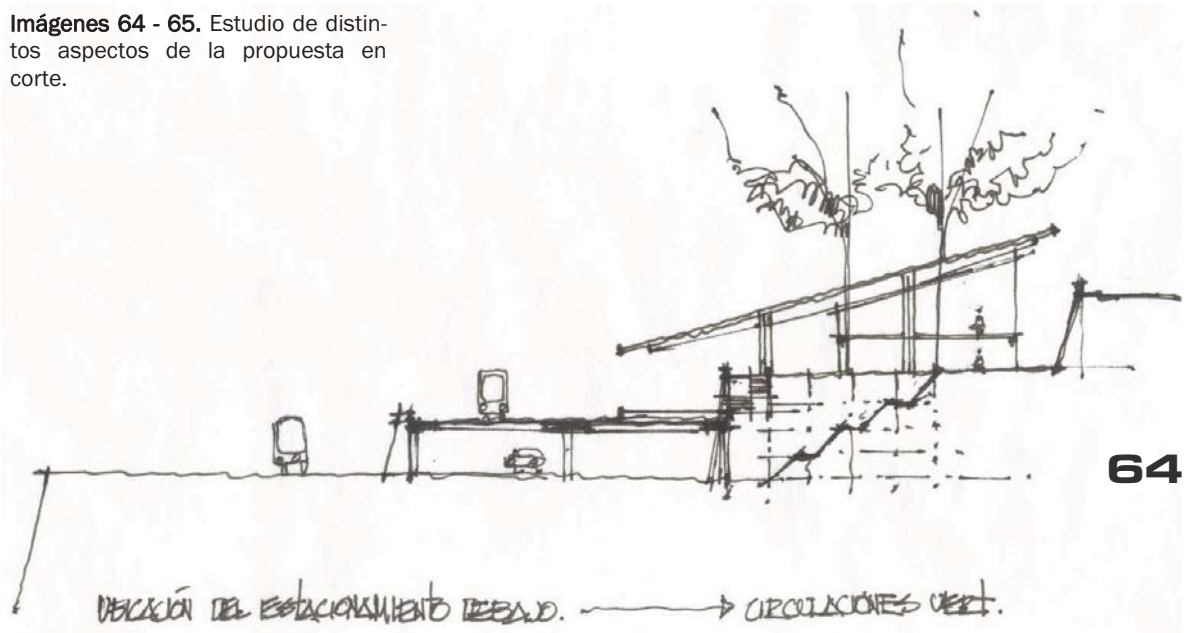 Imágenes 64 - 65. Estudio de distin-
tos aspectos de la propuesta en
corte.
64
UBICACIÓN DEL ESTACIONAMIENTO DEBAJO. CIRCULACIONES VERT.